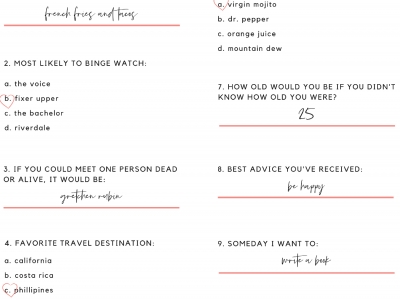 french fries and tacos
2. MOST LIKELY TO BINGE WATCH:
a. the voice
b. fixer upper
c. the bachelor
d. riverdale
3. IF YOU COULD MEET ONE PERSON DEAD
OR ALIVE, IT WOULD BE:
gretchen rubin
4. FAVORITE TRAVEL DESTINATION:
a. california
b. costa rica
c. phillipines
a. virgin mojito
b. dr. pepper
c. orange juice
d. mountain dew
7. HOW OLD WOULD YOU BE IF YOU DIDN'T
KNOW HOW OLD YOU WERE?
25
8. BEST ADVICE YOU'VE RECEIVED:
be happy
9. SOMEDAY I WANT TO:
write a book